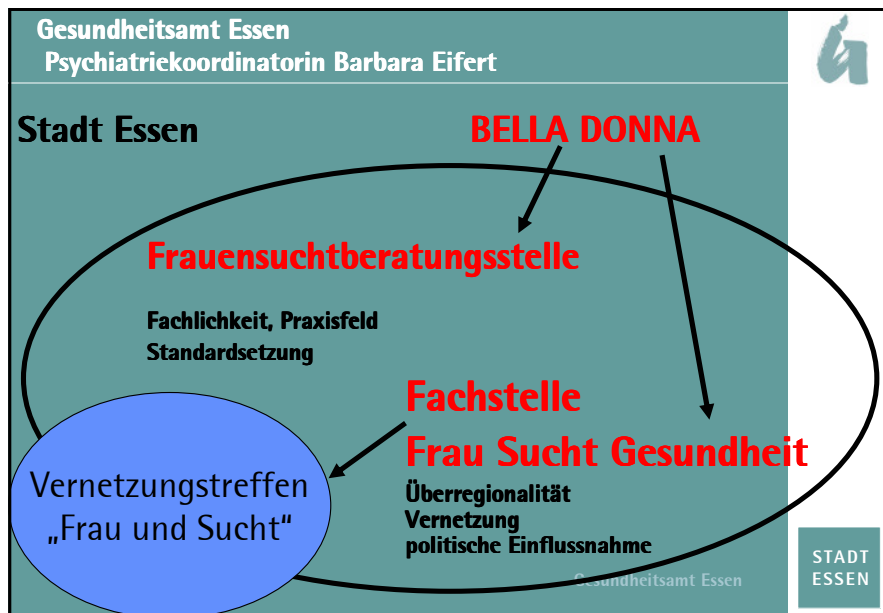 Gesundheitsamt Essen
Psychiatriekoordinatorin Barbara Eifert
Stadt Essen
BELLA DONNA
Frauensuchtberatungsstelle
Fachlichkeit, Praxisfeld
Standardsetzung
Fachstelle
Frau Sucht Gesundheit
Überregionalität
Vernetzung
politische Einflussnahme
Vernetzungstreffen
„Frau und Sucht“
Gesundheitsamt Essen
STADT
ESSEN